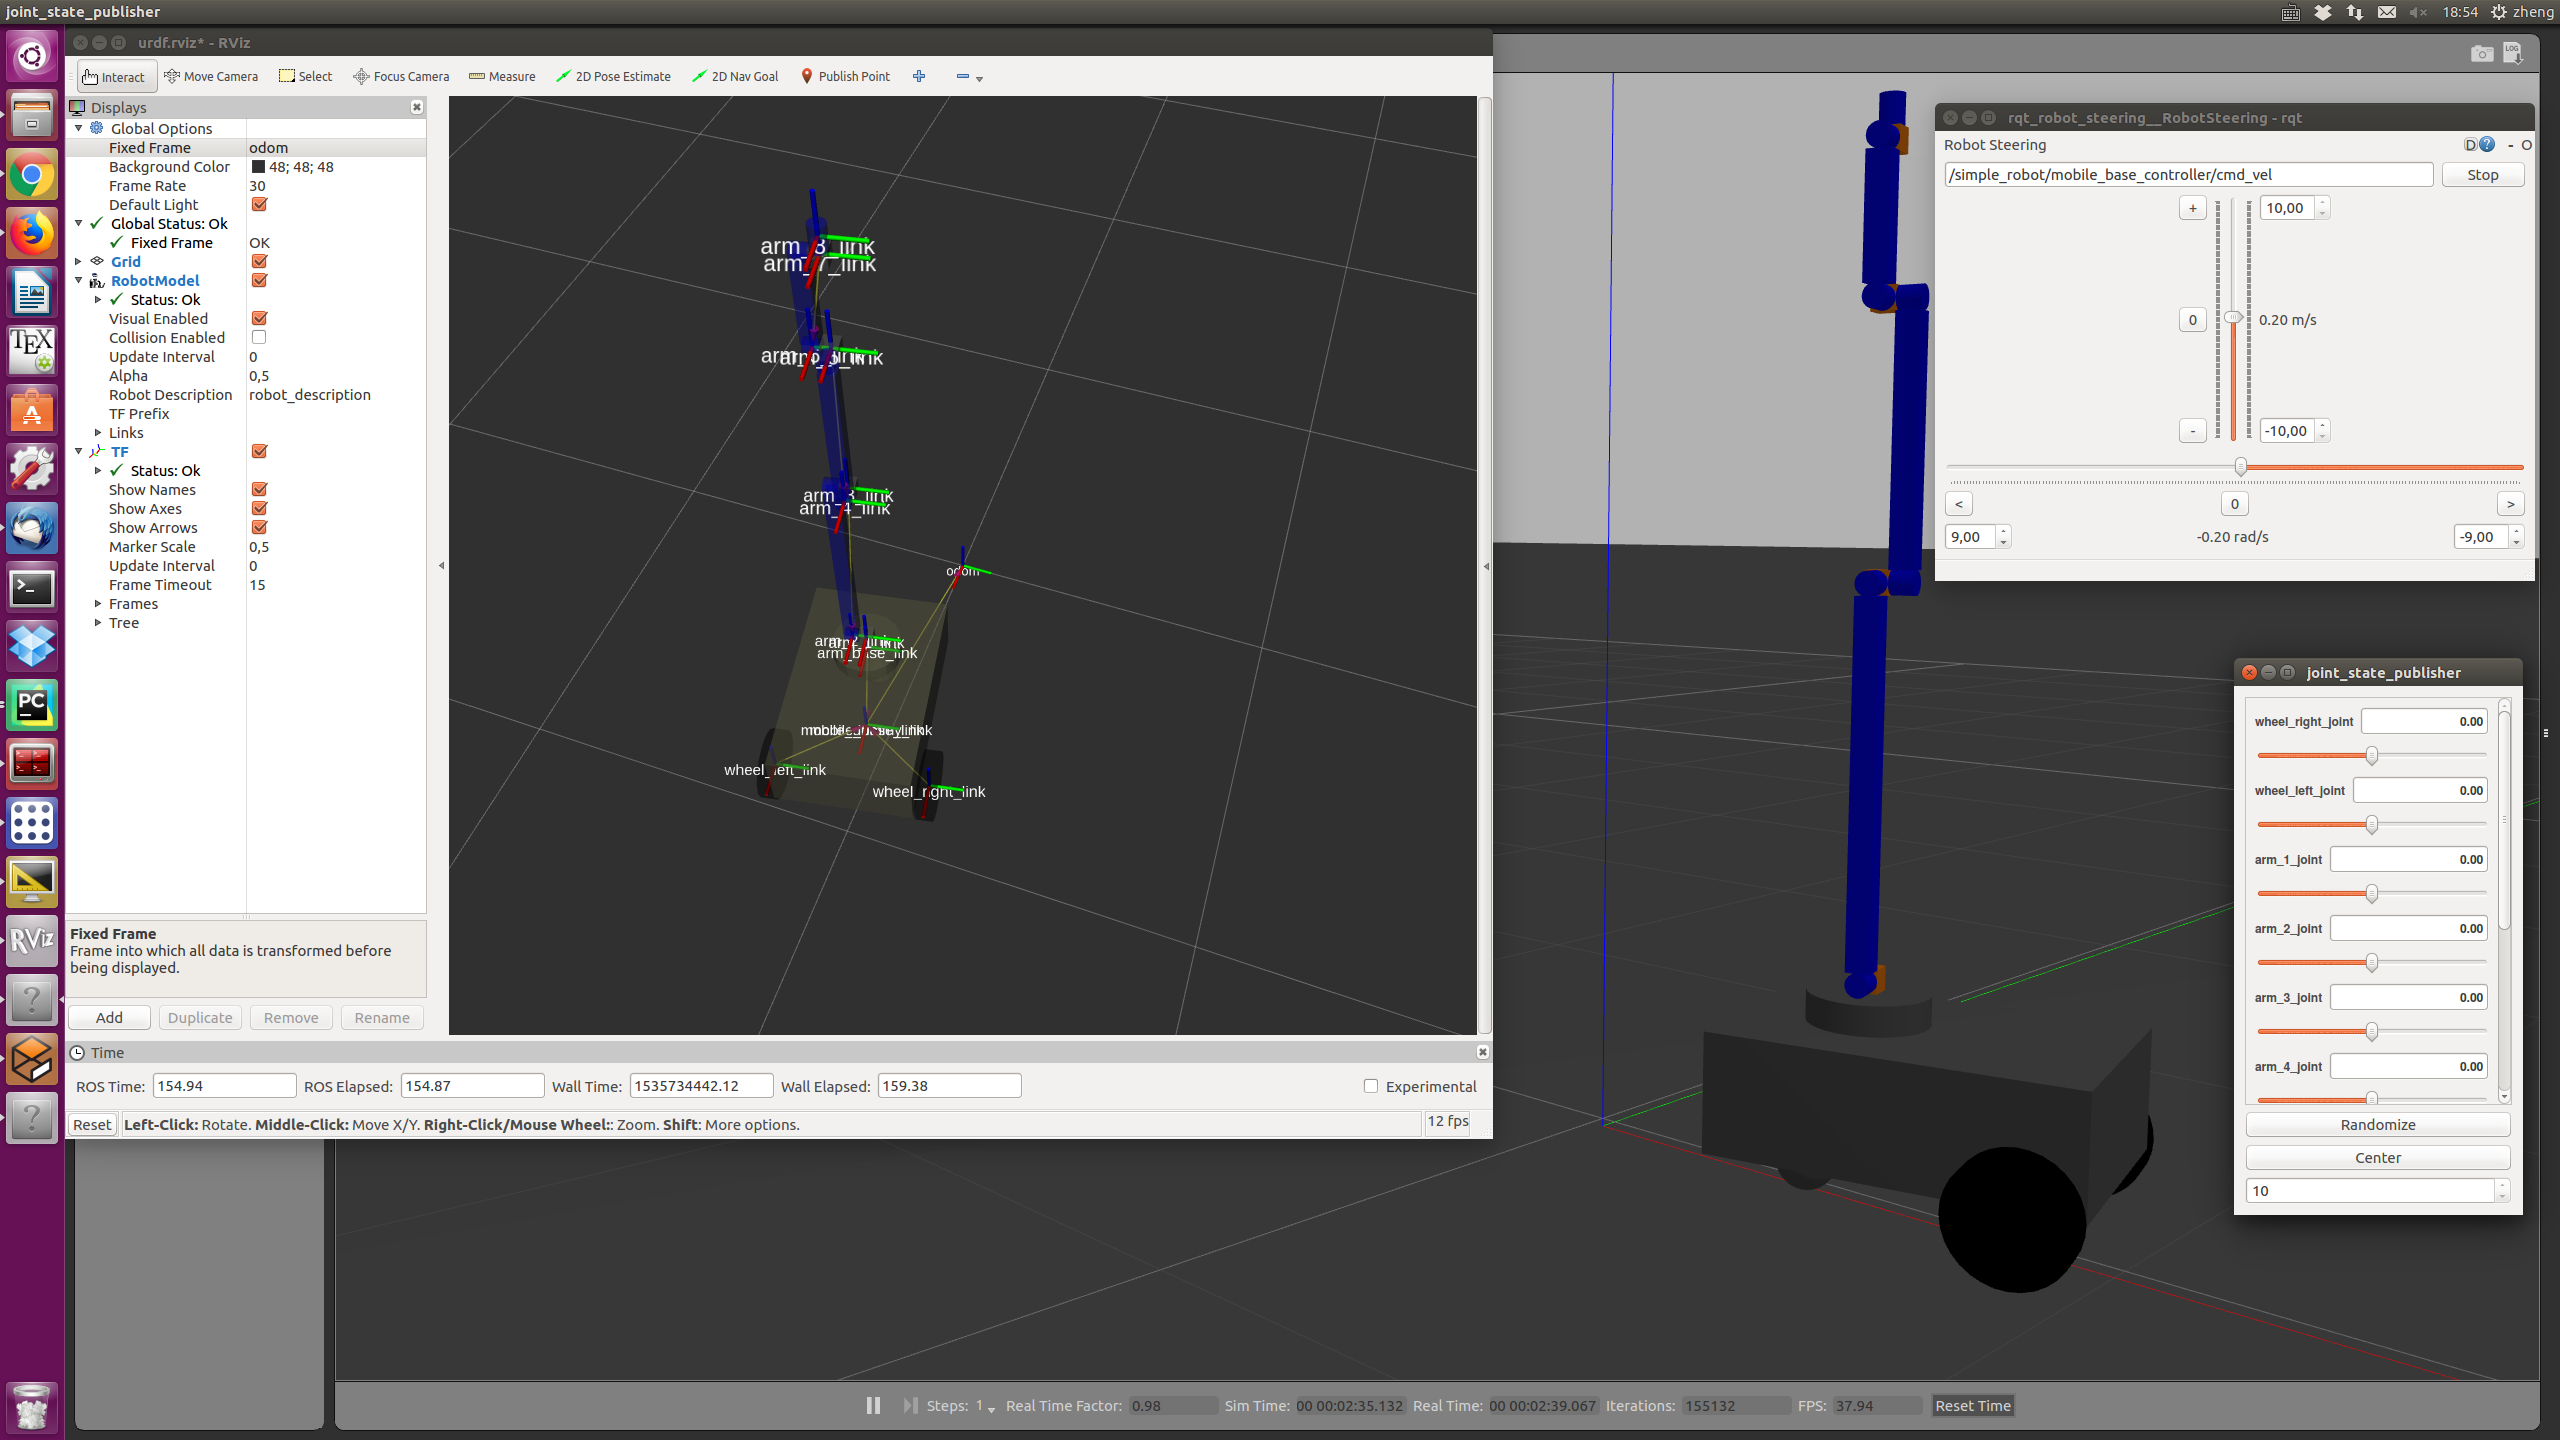 joint_state_publisher
18:54 zheng
urdf.rviz* - RViz
Interact Move Camera Select Focus Camera Measure 2D Pose Estimate 2D Nav Goal Publish Point
Displays
Global Options
Fixed Frame odom
Background Color 48; 48; 48
Frame Rate 30
Default Light
Global Status: Ok
Fixed Frame OK
Grid
RobotModel
Status: Ok
Visual Enabled
Collision Enabled
Update Interval 0
Alpha 0,5
Robot Description robot_description
TF Prefix
Links
TF
Status: Ok
Show Names
Show Axes
Show Arrows
Marker Scale 0,5
Update Interval 0
Frame Timeout 15
Frames
Tree
Fixed Frame
Frame into which all data is transformed before
being displayed.
Add Duplicate Remove Rename
arm_8_link
arm_7_link
arm_3_link
arm_4_link
odom
arm_base_link
wheel_left_link
wheel_right_link
Time
ROS Time: 154.94 ROS Elapsed: 154.87 Wall Time: 1535734442.12 Wall Elapsed: 159.38 Experimental
Reset Left-Click: Rotate. Middle-Click: Move X/Y. Right-Click/Mouse Wheel:: Zoom. Shift: More options. 12 fps
LOG
rqt_robot_steering__RobotSteering - rqt
Robot Steering D ? - O
/simple_robot/mobile_base_controller/cmd_vel Stop
+ 10,00
0 0.20 m/s
- -10,00
< 0 >
9,00 -0.20 rad/s -9,00
joint_state_publisher
wheel_right_joint 0.00
wheel_left_joint 0.00
arm_1_joint 0.00
arm_2_joint 0.00
arm_3_joint 0.00
arm_4_joint 0.00
Randomize
Center
10
Steps: 1 Real Time Factor: 0.98 Sim Time: 00 00:02:35.132 Real Time: 00 00:02:39.067 Iterations: 155132 FPS: 37.94 Reset Time
TEX
PC
RViz